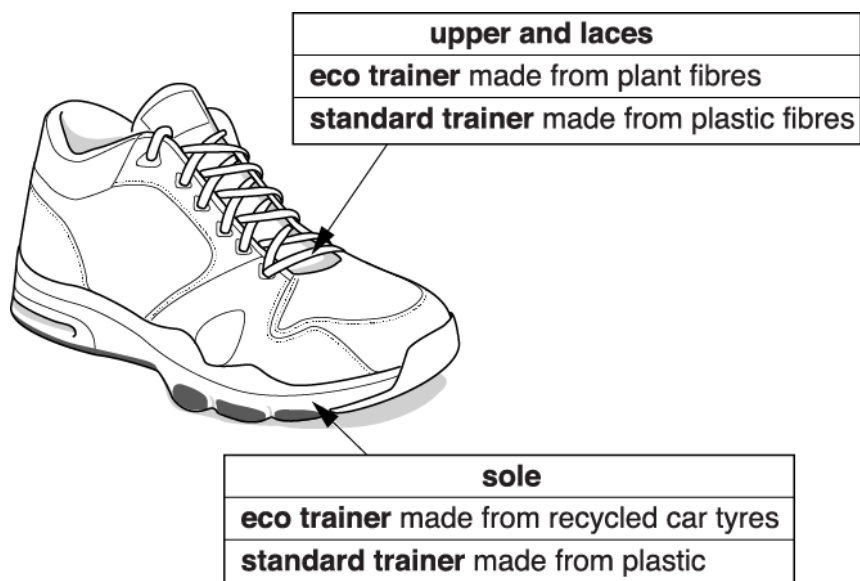 upper and laces
eco trainer made from plant fibres
standard trainer made from plastic fibres
sole
eco trainer made from recycled car tyres
standard trainer made from plastic